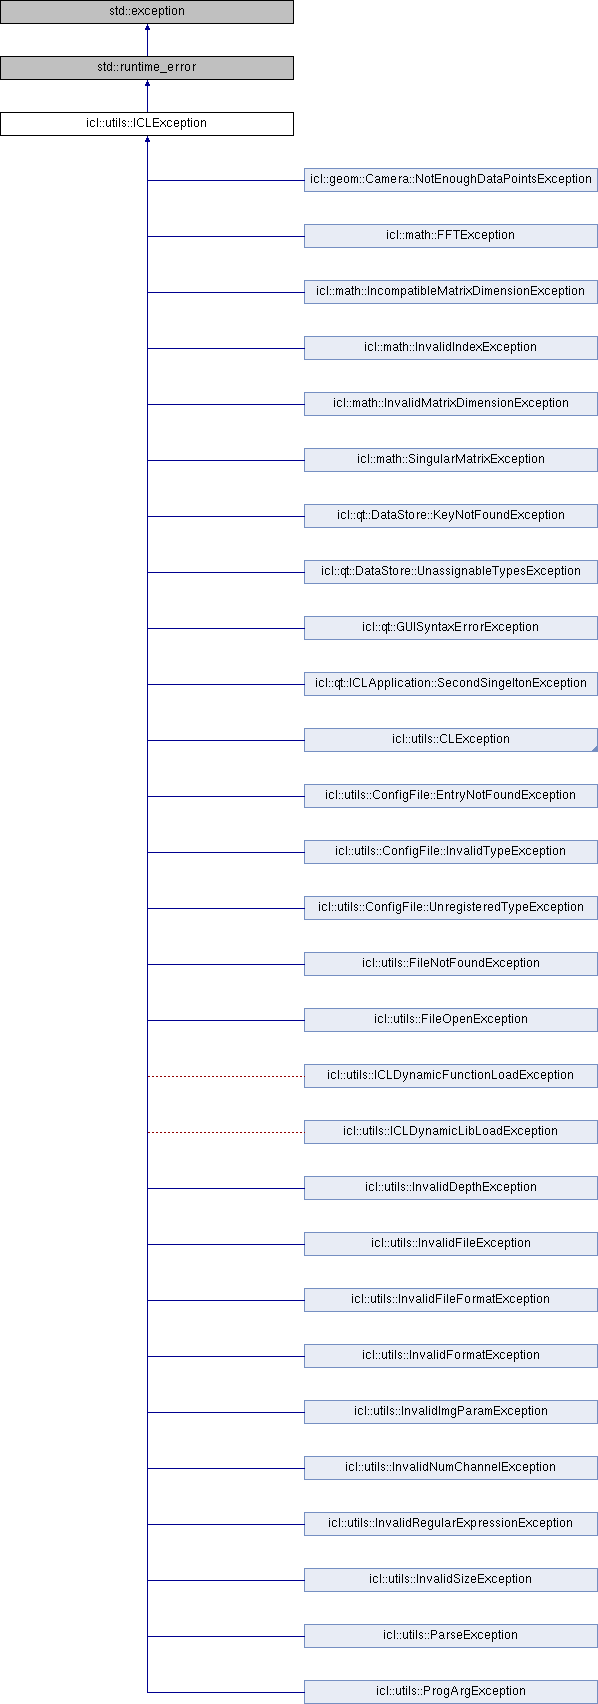 std::exception
std::runtime_error
icl::utils::ICLException
icl::geom::Camera::NotEnoughDataPointsException
icl::math::FFTException
icl::math::IncompatibleMatrixDimensionException
icl::math::InvalidIndexException
icl::math::InvalidMatrixDimensionException
icl::math::SingularMatrixException
icl::qt::DataStore::KeyNotFoundException
icl::qt::DataStore::UnassignableTypesException
icl::qt::GUISyntaxErrorException
icl::qt::ICLApplication::SecondSingeltonException
icl::utils::CLException
icl::utils::ConfigFile::EntryNotFoundException
icl::utils::ConfigFile::InvalidTypeException
icl::utils::ConfigFile::UnregisteredTypeException
icl::utils::FileNotFoundException
icl::utils::FileOpenException
icl::utils::ICLDynamicFunctionLoadException
icl::utils::ICLDynamicLibLoadException
icl::utils::InvalidDepthException
icl::utils::InvalidFileException
icl::utils::InvalidFileFormatException
icl::utils::InvalidFormatException
icl::utils::InvalidImgParamException
icl::utils::InvalidNumChannelException
icl::utils::InvalidRegularExpressionException
icl::utils::InvalidSizeException
icl::utils::ParseException
icl::utils::ProgArgException